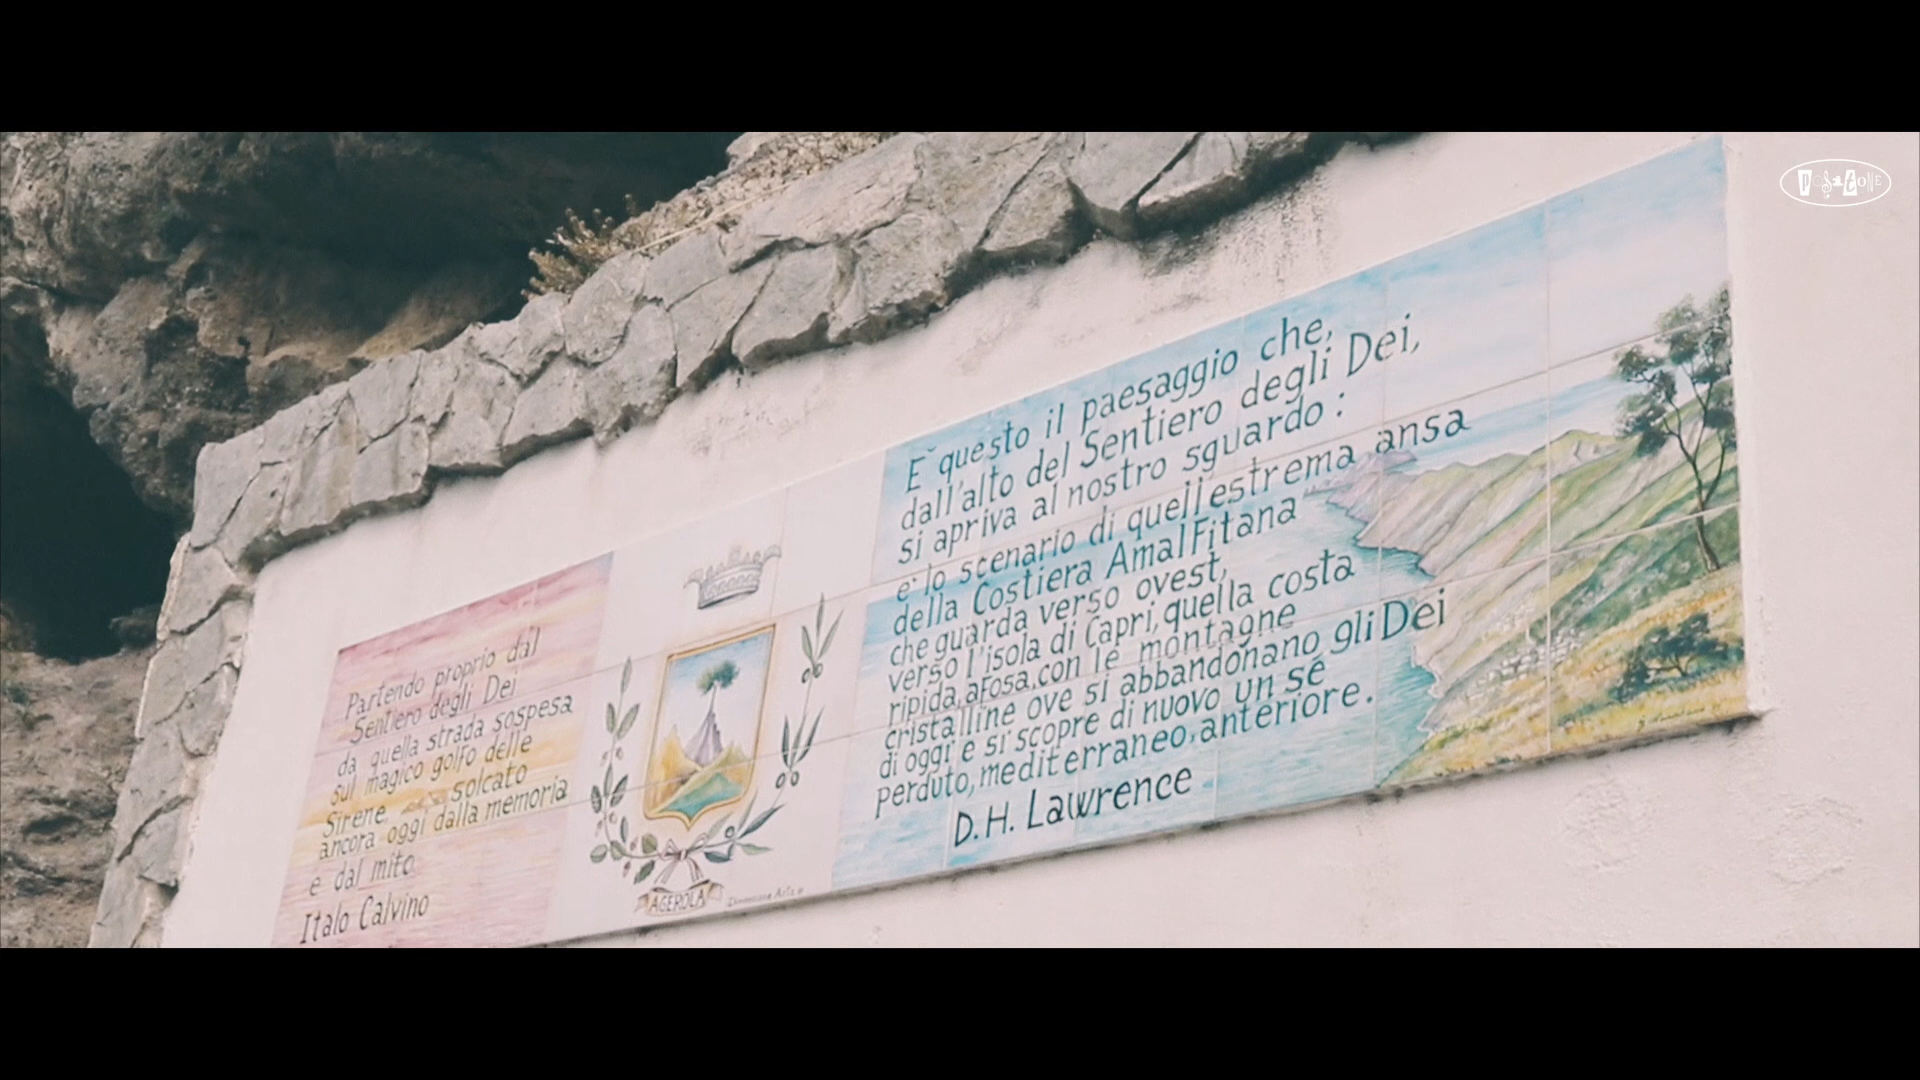 Partendo proprio dal
Sentiero degli Dei
da quella strada sospesa
sul magico golfo delle
Sirene solcato
ancora oggi dalla memoria
e dal mito
Italo Calvino
AGEROLA
E' questo il paesaggio che,
dall'alto del Sentiero degli Dei,
si apriva al nostro sguardo :
e' lo scenario di quell'estrema ansa
della Costiera Amalfitana
che guarda verso ovest,
verso l'isola di Capri, quella costa
ripida, afosa, con le montagne
cristalline ove si abbandonano gli Dei
di oggi e si scopre di nuovo un sé
perduto, mediterraneo, anteriore.
D.H. Lawrence
POSITONE